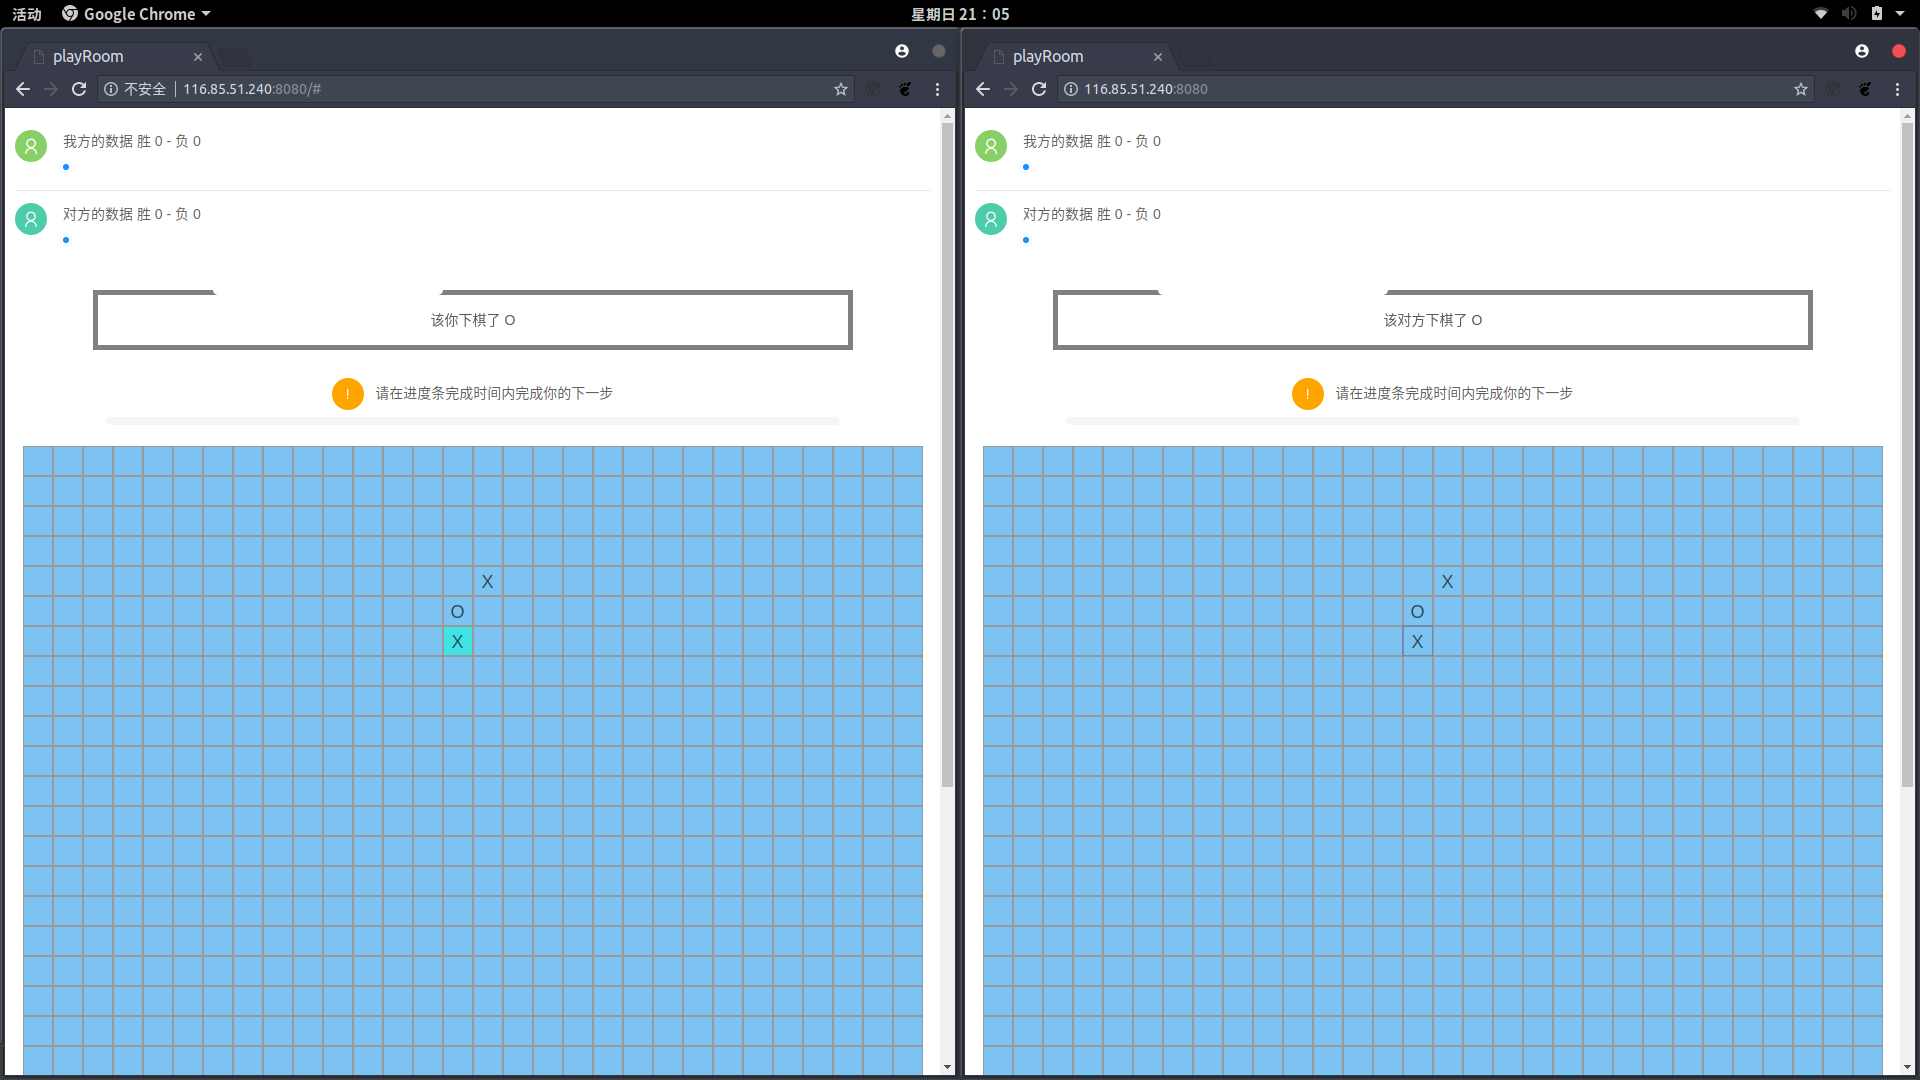 活动 Google Chrome 星期日 21：05
playRoom
不安全 116.85.51.240:8080/#
我方的数据 胜 0 - 负 0
对方的数据 胜 0 - 负 0
该你下棋了 O
! 请在进度条完成时间内完成你的下一步
X
O
X
playRoom
116.85.51.240:8080
我方的数据 胜 0 - 负 0
对方的数据 胜 0 - 负 0
该对方下棋了 O
! 请在进度条完成时间内完成你的下一步
X
O
X